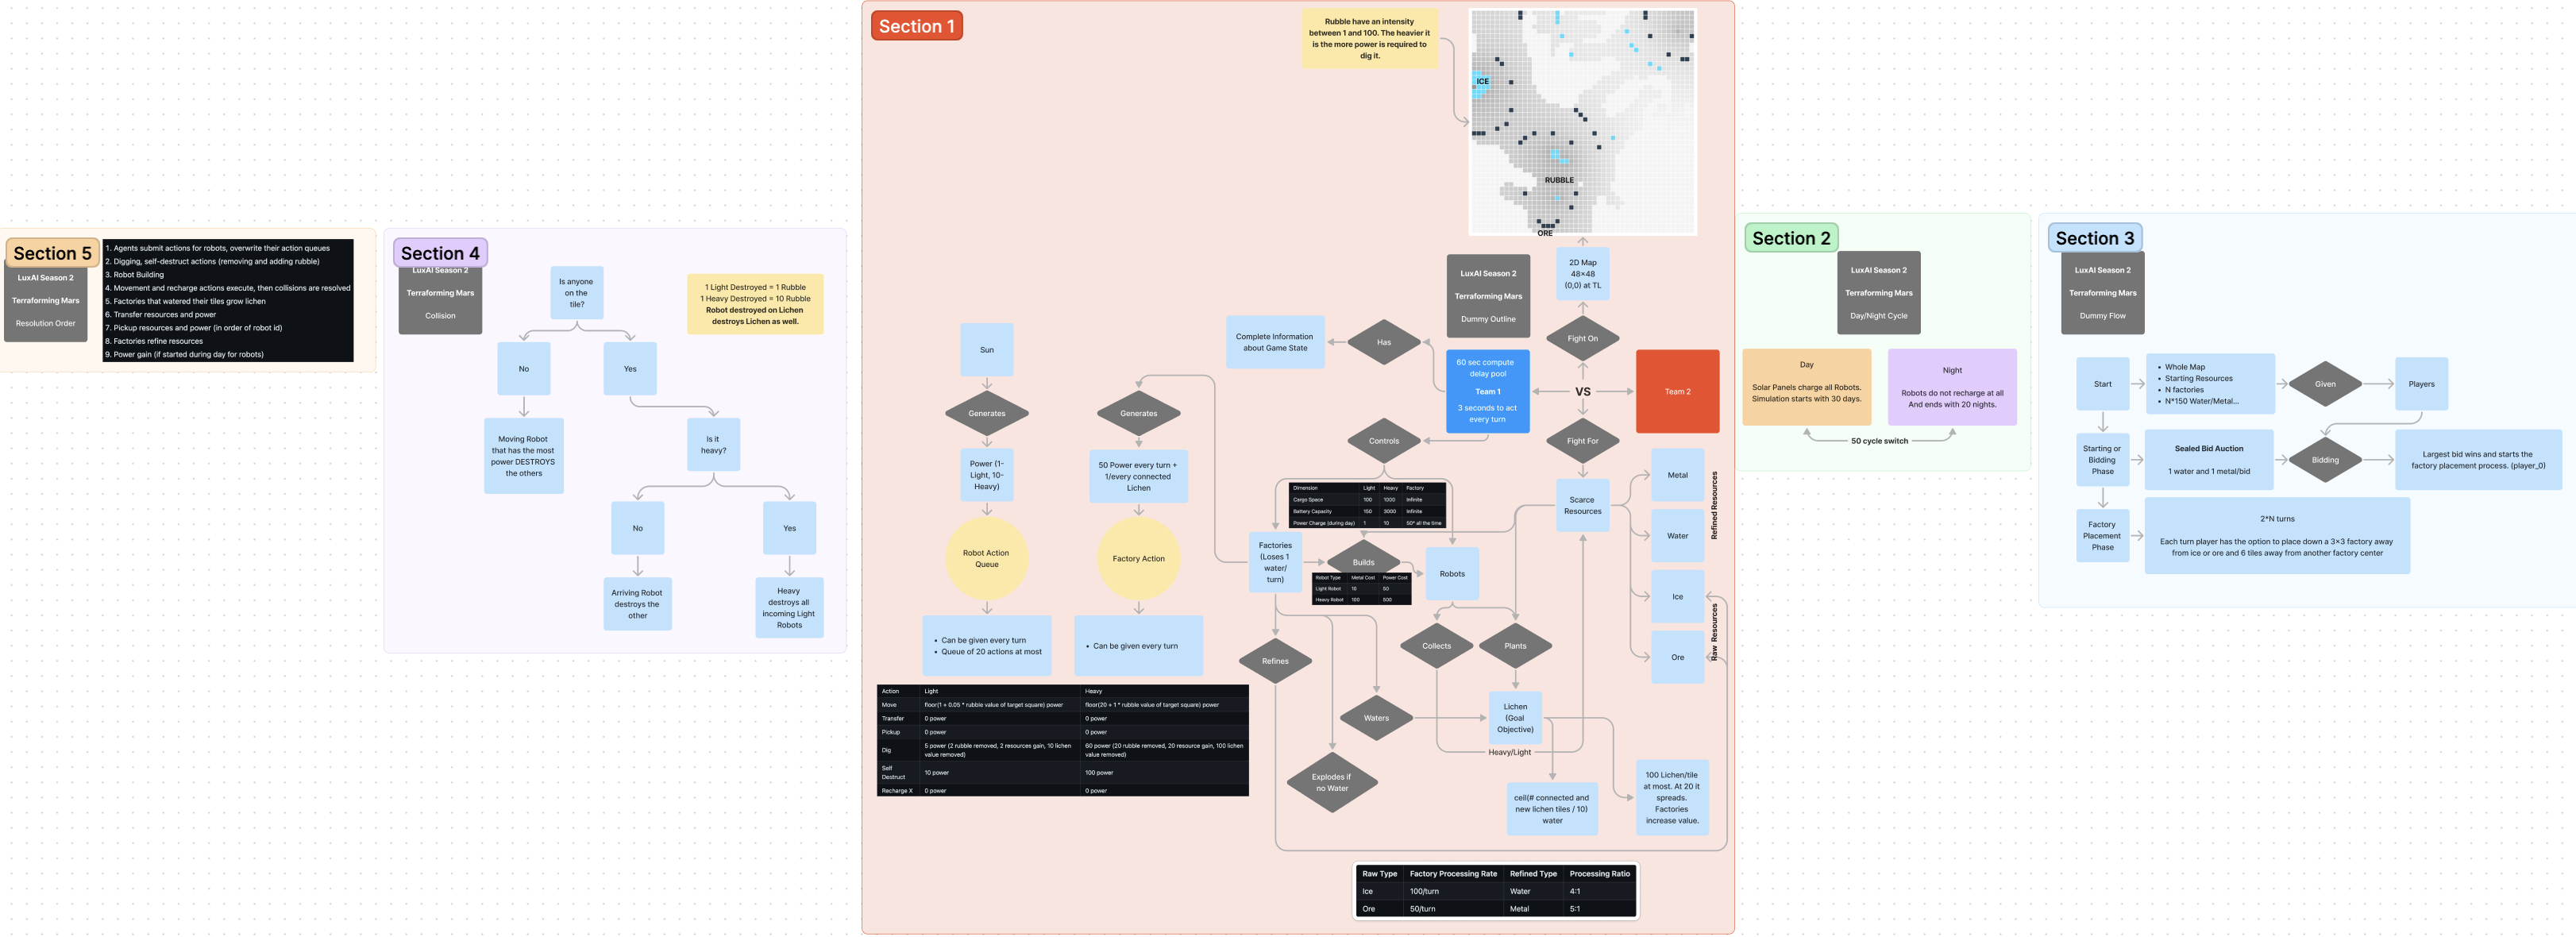 Section 5
LuxAI Season 2
Terraforming Mars
Resolution Order
1. Agents submit actions for robots, overwrite their action queues
2. Digging, self-destruct actions (removing and adding rubble)
3. Robot Building
4. Movement and recharge actions execute, then collisions are resolved
5. Factories that watered their tiles grow lichen
6. Transfer resources and power
7. Pickup resources and power (in order of robot id)
8. Factories refine resources
9. Power gain (if started during day for robots)
Section 4
LuxAI Season 2
Terraforming Mars
Collision
Is anyone
on the
tile?
1 Light Destroyed = 1 Rubble
1 Heavy Destroyed = 10 Rubble
Robot destroyed on Lichen
destroys Lichen as well.
No
Yes
Moving Robot
that has the most
power DESTROYS
the others
Is it
heavy?
No
Yes
Arriving Robot
destroys the
other
Heavy
destroys all
incoming Light
Robots
Section 1
Rubble have an intensity
between 1 and 100. The heavier it
is the more power is required to
dig it.
ICE
RUBBLE
ORE
2D Map
48x48
(0,0) at TL
LuxAI Season 2
Terraforming Mars
Dummy Outline
Fight On
Complete Information
about Game State
Has
60 sec compute
delay pool
Team 1
3 seconds to act
every turn
VS
Team 2
Sun
Generates
Generates
Controls
Fight For
Power (1-
Light, 10-
Heavy)
50 Power every turn +
1/every connected
Lichen
Dimension Light Heavy Factory
Cargo Space 100 1000 Infinite
Battery Capacity 150 3000 Infinite
Power Charge (during day) 1 10 50* all the time
Scarce
Resources
Metal
Water
Ice
Ore
Refined Resources
Raw Resources
Robot Action
Queue
Factory Action
Factories
(Loses 1
water/
turn)
Builds
Robot Type Metal Cost Power Cost
Light Robot 10 50
Heavy Robot 100 500
Robots
• Can be given every turn
• Queue of 20 actions at most
• Can be given every turn
Refines
Collects
Plants
Waters
Lichen
(Goal
Objective)
Heavy/Light
Explodes if
no Water
ceil(# connected and
new lichen tiles / 10)
water
100 Lichen/tile
at most. At 20 it
spreads.
Factories
increase value.
Action Light Heavy
Move floor(1 + 0.05 * rubble value of target square) power floor(20 + 1 * rubble value of target square) power
Transfer 0 power 0 power
Pickup 0 power 0 power
Dig 5 power (2 rubble removed, 2 resources gain, 10 lichen value removed) 60 power (20 rubble removed, 20 resource gain, 100 lichen value removed)
Self Destruct 10 power 100 power
Recharge X 0 power 0 power
Raw Type Factory Processing Rate Refined Type Processing Ratio
Ice 100/turn Water 4:1
Ore 50/turn Metal 5:1
Section 2
LuxAI Season 2
Terraforming Mars
Day/Night Cycle
Day
Solar Panels charge all Robots.
Simulation starts with 30 days.
Night
Robots do not recharge at all
And ends with 20 nights.
50 cycle switch
Section 3
LuxAI Season 2
Terraforming Mars
Dummy Flow
Start
• Whole Map
• Starting Resources
• N factories
• N*150 Water/Metal...
Given
Players
Starting or
Bidding
Phase
Sealed Bid Auction
1 water and 1 metal/bid
Bidding
Largest bid wins and starts the
factory placement process. (player_0)
Factory
Placement
Phase
2*N turns
Each turn player has the option to place down a 3x3 factory away
from ice or ore and 6 tiles away from another factory center